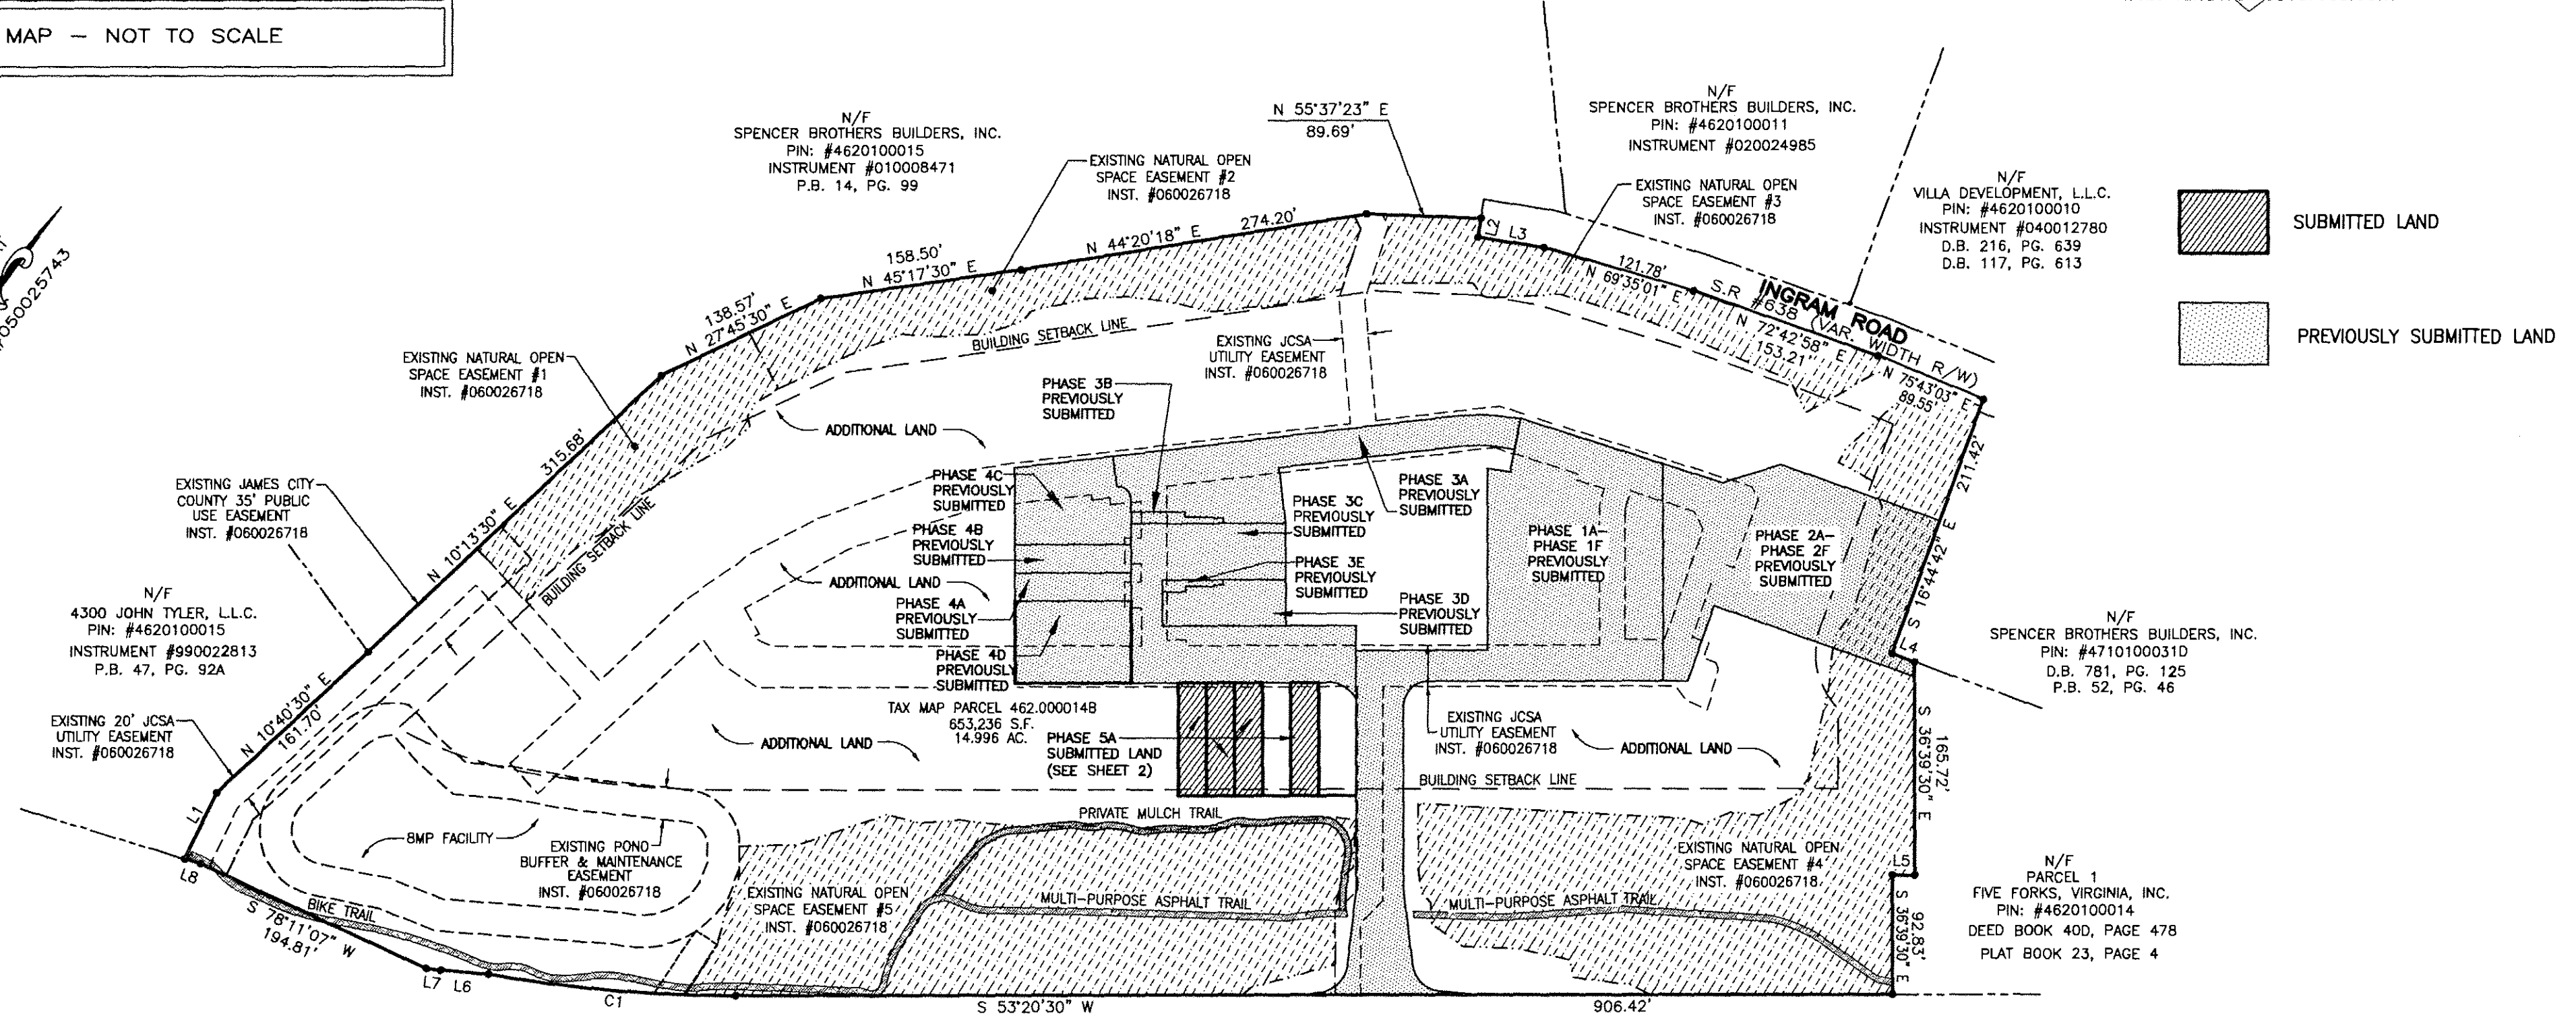 MAP - NOT TO SCALE
0500025743
N/F
SPENCER BROTHERS BUILDERS, INC.
PIN: #4620100015
INSTRUMENT #010008471
P.B. 14, PG. 99
EXISTING NATURAL OPEN
SPACE EASEMENT #2
INST. #060026718
N 55°37'23" E
89.69'
N/F
SPENCER BROTHERS BUILDERS, INC.
PIN: #4620100011
INSTRUMENT #020024985
EXISTING NATURAL OPEN
SPACE EASEMENT #3
INST. #060026718
N/F
VILLA DEVELOPMENT, L.L.C.
PIN: #4620100010
INSTRUMENT #040012780
D.B. 216, PG. 639
D.B. 117, PG. 613
SUBMITTED LAND
PREVIOUSLY SUBMITTED LAND
274.20'
N 44°20'18" E
158.50'
N 45°17'30" E
138.57'
N 27°45'30" E
L2
L3
121.78'
N 69°35'01" E
INGRAM ROAD
S.R. #638 (VAR. WIDTH R/W)
N 72°42'58" E
153.21'
N 75°43'03" E
89.55'
211.42'
S 16°44'42" E
BUILDING SETBACK LINE
EXISTING JCSA
UTILITY EASEMENT
INST. #060026718
EXISTING NATURAL OPEN
SPACE EASEMENT #1
INST. #060026718
315.68'
N 10°13'30" E
BUILDING SETBACK LINE
ADDITIONAL LAND
PHASE 3B
PREVIOUSLY
SUBMITTED
EXISTING JAMES CITY
COUNTY 35' PUBLIC
USE EASEMENT
INST. #060026718
PHASE 4C
PREVIOUSLY
SUBMITTED
PHASE 3A
PREVIOUSLY
SUBMITTED
PHASE 3C
PREVIOUSLY
SUBMITTED
PHASE 4B
PREVIOUSLY
SUBMITTED
PHASE 1A-
PHASE 1F
PREVIOUSLY
SUBMITTED
PHASE 2A-
PHASE 2F
PREVIOUSLY
SUBMITTED
ADDITIONAL LAND
PHASE 3E
PREVIOUSLY
SUBMITTED
PHASE 4A
PREVIOUSLY
SUBMITTED
PHASE 3D
PREVIOUSLY
SUBMITTED
PHASE 4D
PREVIOUSLY
SUBMITTED
N/F
4300 JOHN TYLER, L.L.C.
PIN: #4620100015
INSTRUMENT #990022813
P.B. 47, PG. 92A
N/F
SPENCER BROTHERS BUILDERS, INC.
PIN: #4710100031D
D.B. 781, PG. 125
P.B. 52, PG. 46
L4
N 10°40'30" E
161.70'
EXISTING 20' JCSA
UTILITY EASEMENT
INST. #060026718
TAX MAP PARCEL 462.000014B
653,236 S.F.
14.996 AC.
PHASE 5A
SUBMITTED LAND
(SEE SHEET 2)
ADDITIONAL LAND
EXISTING JCSA
UTILITY EASEMENT
INST. #060026718
ADDITIONAL LAND
BUILDING SETBACK LINE
S 36°39'30" E
165.72'
L1
PRIVATE MULCH TRAIL
BMP FACILITY
EXISTING POND
BUFFER & MAINTENANCE
EASEMENT
INST. #060026718
EXISTING NATURAL OPEN
SPACE EASEMENT #4
INST. #060026718
L5
EXISTING NATURAL OPEN
SPACE EASEMENT #5
INST. #060026718
MULTI-PURPOSE ASPHALT TRAIL
MULTI-PURPOSE ASPHALT TRAIL
S 36°39'30" E
92.83'
N/F
PARCEL 1
FIVE FORKS, VIRGINIA, INC.
PIN: #4620100014
DEED BOOK 40D, PAGE 478
PLAT BOOK 23, PAGE 4
L8
BIKE TRAIL
S 78°11'07" W
194.81'
L7
L6
C1
S 53°20'30" W
906.42'